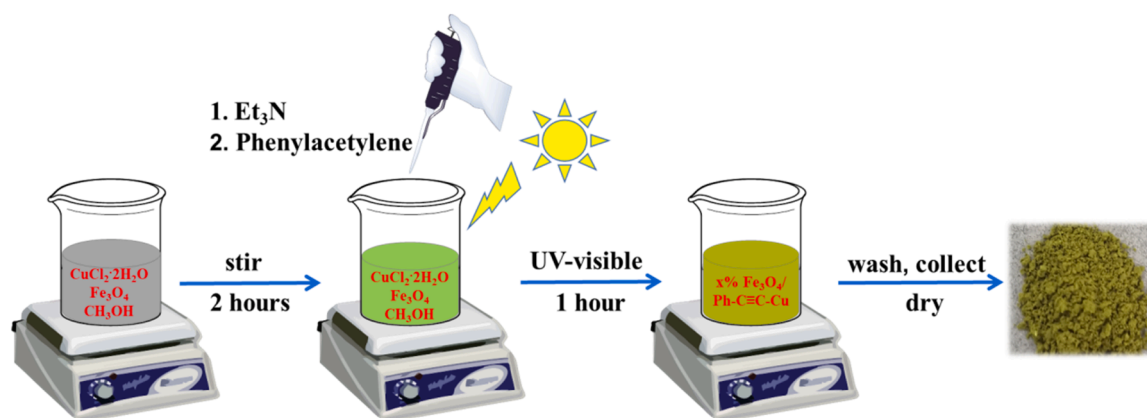 1. Et₃N
2. Phenylacetylene
CuCl₂·2H₂O
Fe₃O₄
CH₃OH
stir
2 hours
CuCl₂·2H₂O
Fe₃O₄
CH₃OH
UV-visible
1 hour
x% Fe₃O₄/
Ph-C≡C-Cu
wash, collect
dry